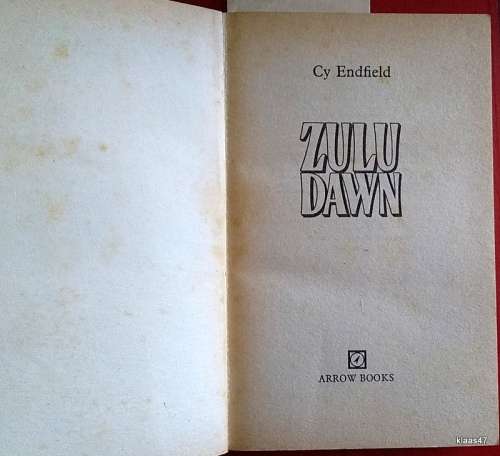 Cy Endfield
ZULU
DAWN
ARROW BOOKS
klaas47